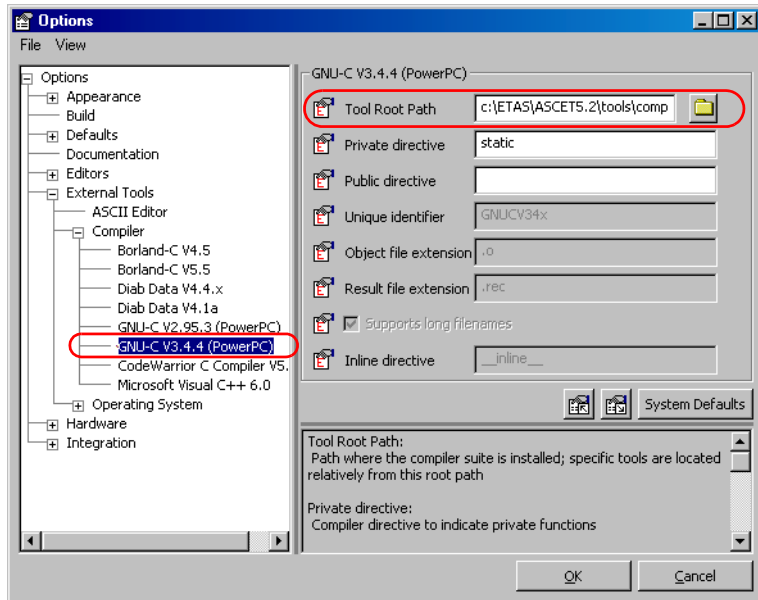 Options
File View
Options
Appearance
Build
Defaults
Documentation
Editors
External Tools
ASCII Editor
Compiler
Borland-C V4.5
Borland-C V5.5
Diab Data V4.4.x
Diab Data V4.1a
GNU-C V2.95.3 (PowerPC)
GNU-C V3.4.4 (PowerPC)
CodeWarrior C Compiler V5.
Microsoft Visual C++ 6.0
Operating System
Hardware
Integration
GNU-C V3.4.4 (PowerPC)
Tool Root Path c:\ETAS\ASCET5.2\tools\comp
Private directive static
Public directive
Unique identifier GNUCV34x
Object file extension .o
Result file extension .rec
Supports long filenames
Inline directive __inline__
System Defaults
Tool Root Path:
Path where the compiler suite is installed; specific tools are located
relatively from this root path
Private directive:
Compiler directive to indicate private functions
OK Cancel